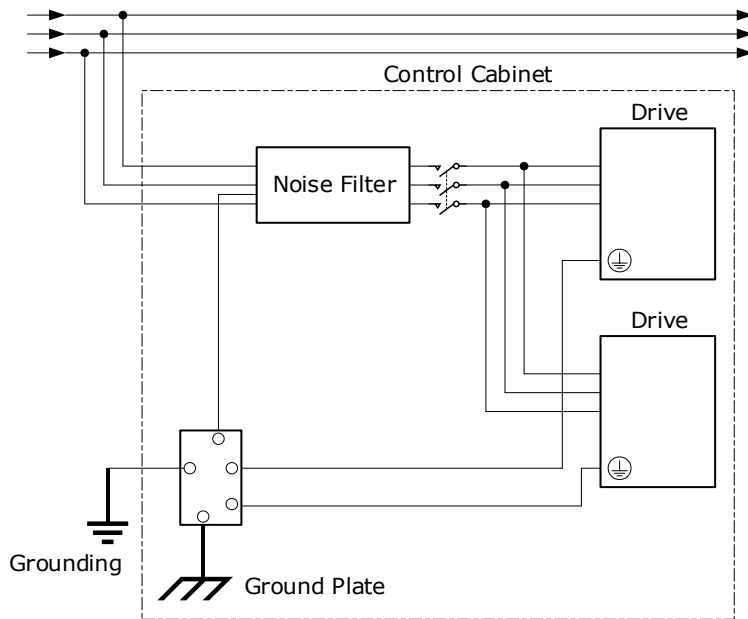 Control Cabinet
Drive
Noise Filter
Drive
Grounding
Ground Plate